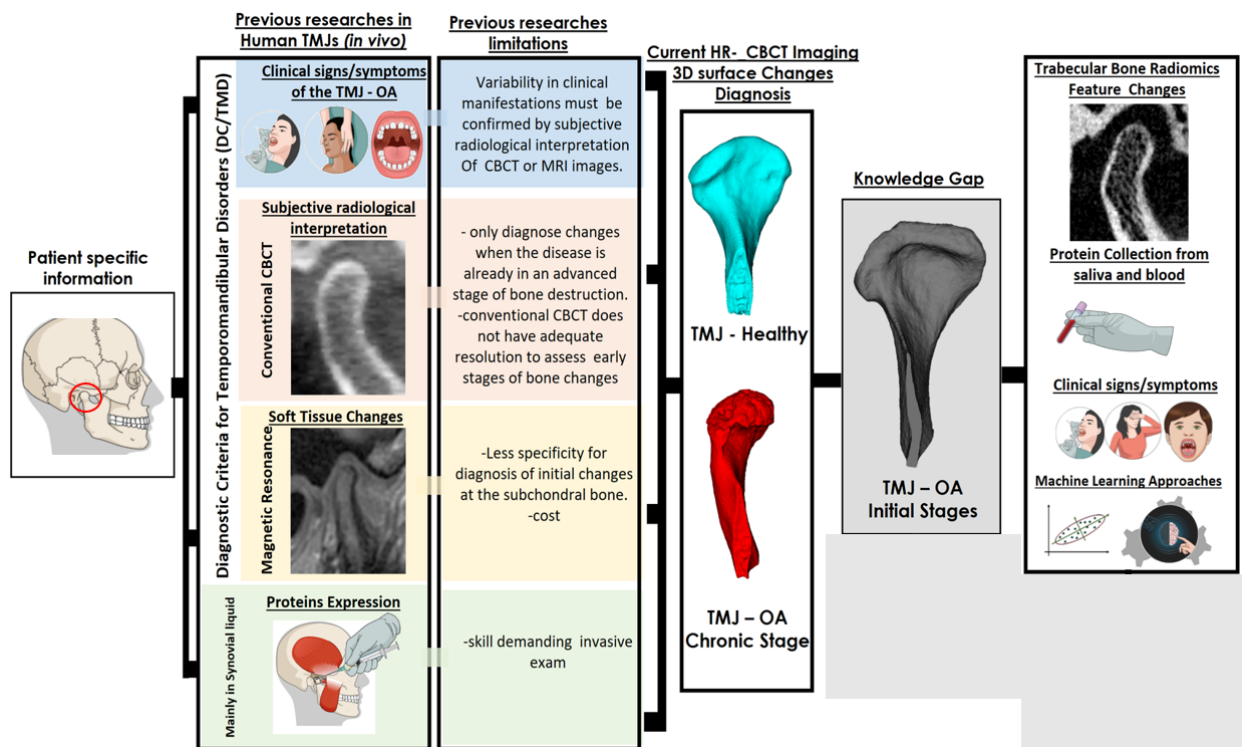 Patient specific
information
Previous researches in
Human TMJs (in vivo)
Diagnostic Criteria for Temporomandibular Disorders (DC/TMD)
Clinical signs/symptoms
of the TMJ - OA
Subjective radiological
interpretation
Conventional CBCT
Soft Tissue Changes
Magnetic Resonance
Proteins Expression
Mainly in Synovial liquid
Previous researches
limitations
Variability in clinical
manifestations must be
confirmed by subjective
radiological interpretation
Of CBCT or MRI images.
- only diagnose changes
when the disease is
already in an advanced
stage of bone destruction.
-conventional CBCT does
not have adequate
resolution to assess early
stages of bone changes
-Less specificity for
diagnosis of initial changes
at the subchondral bone.
-cost
-skill demanding invasive
exam
Current HR-_CBCT Imaging
3D surface Changes
Diagnosis
TMJ - Healthy
TMJ – OA
Chronic Stage
Knowledge Gap
TMJ – OA
Initial Stages
Trabecular Bone Radiomics
Feature Changes
Protein Collection from
saliva and blood
Clinical signs/symptoms
Machine Learning Approaches